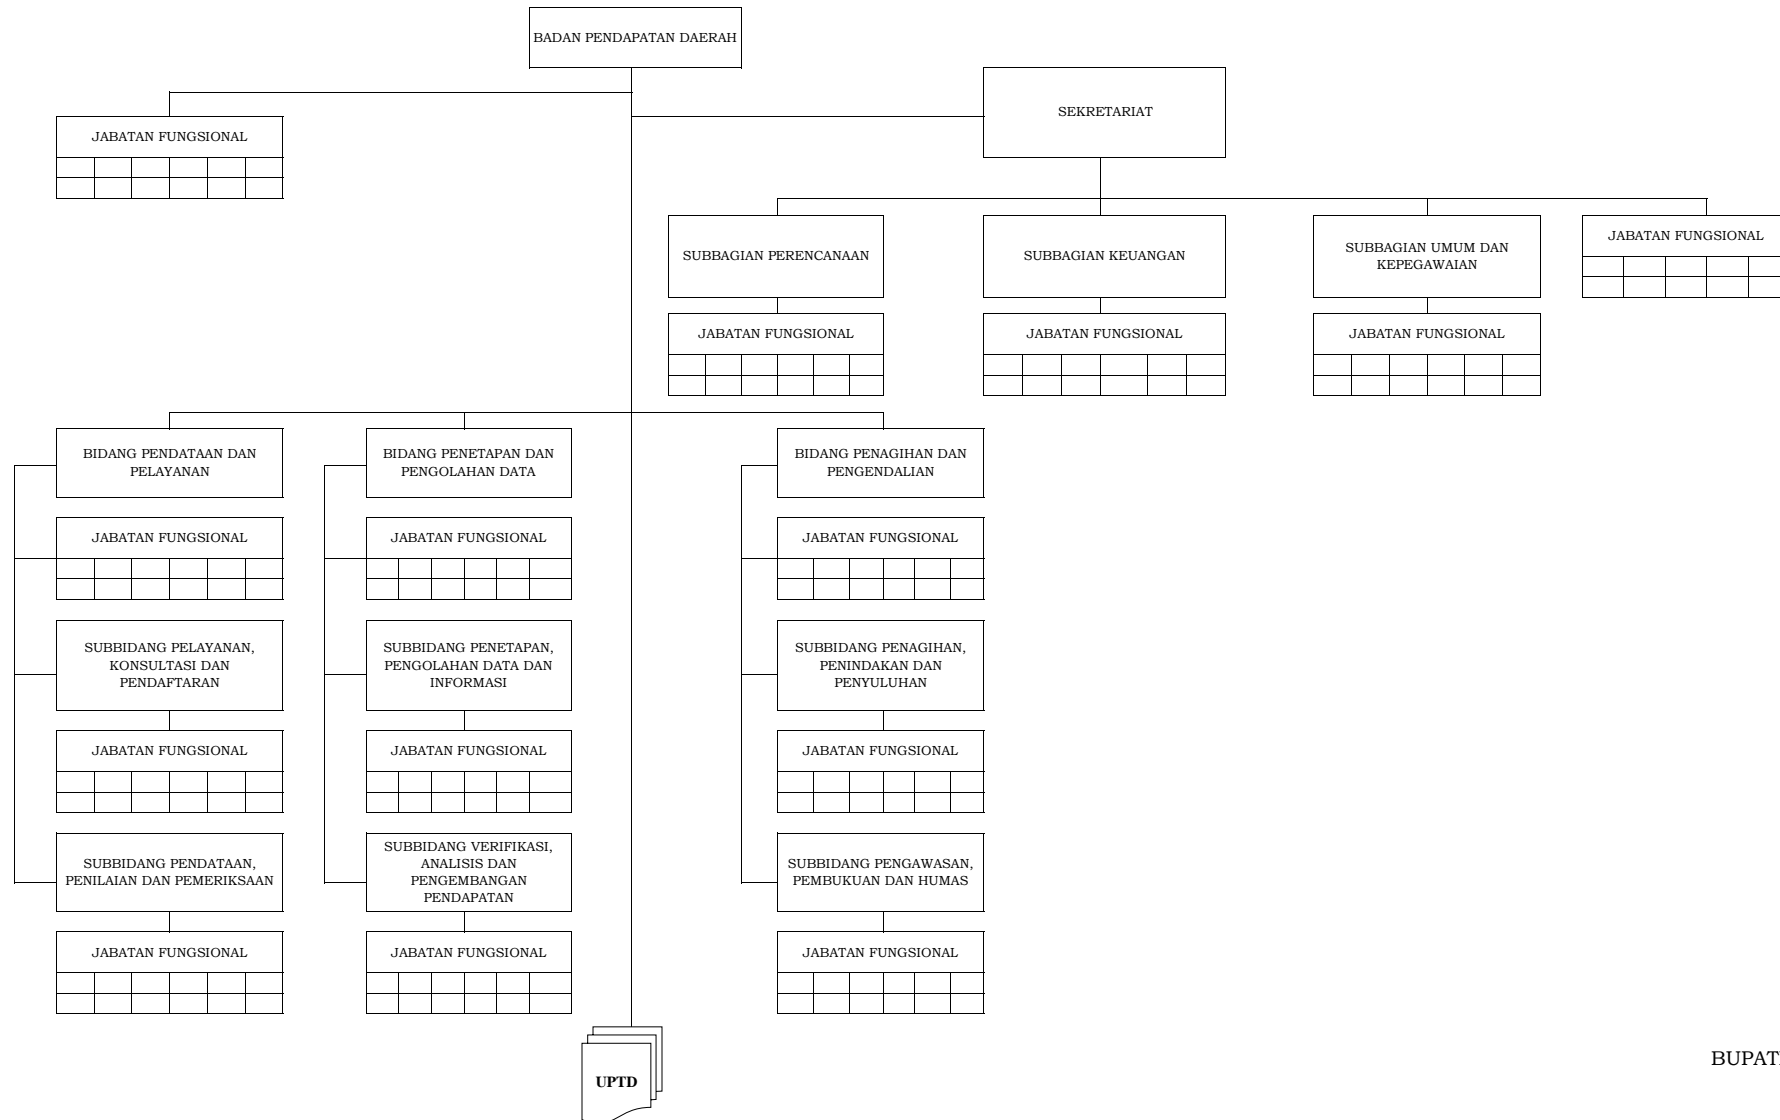 BADAN PENDAPATAN DAERAH
SEKRETARIAT
JABATAN FUNGSIONAL
SUBBAGIAN PERENCANAAN
SUBBAGIAN KEUANGAN
SUBBAGIAN UMUM DAN
KEPEGAWAIAN
JABATAN FUNGSIONAL
JABATAN FUNGSIONAL
JABATAN FUNGSIONAL
JABATAN FUNGSIONAL
BIDANG PENDATAAN DAN
PELAYANAN
BIDANG PENETAPAN DAN
PENGOLAHAN DATA
BIDANG PENAGIHAN DAN
PENGENDALIAN
JABATAN FUNGSIONAL
JABATAN FUNGSIONAL
JABATAN FUNGSIONAL
SUBBIDANG PELAYANAN,
KONSULTASI DAN
PENDAFTARAN
SUBBIDANG PENETAPAN,
PENGOLAHAN DATA DAN
INFORMASI
SUBBIDANG PENAGIHAN,
PENINDAKAN DAN
PENYULUHAN
JABATAN FUNGSIONAL
JABATAN FUNGSIONAL
JABATAN FUNGSIONAL
SUBBIDANG PENDATAAN,
PENILAIAN DAN PEMERIKSAAN
SUBBIDANG VERIFIKASI,
ANALISIS DAN
PENGEMBANGAN
PENDAPATAN
SUBBIDANG PENGAWASAN,
PEMBUKUAN DAN HUMAS
JABATAN FUNGSIONAL
JABATAN FUNGSIONAL
JABATAN FUNGSIONAL
UPTD
BUPATI